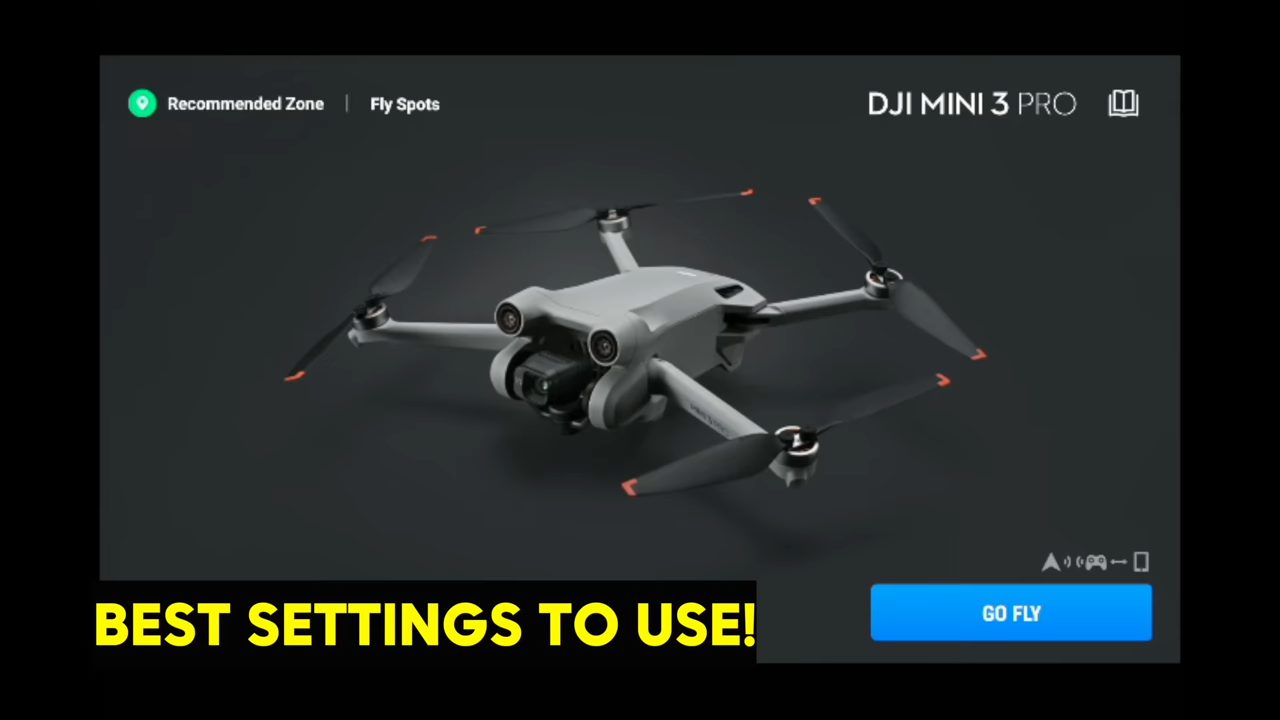 Recommended Zone | Fly Spots
DJI MINI 3 PRO
BEST SETTINGS TO USE!
GO FLY